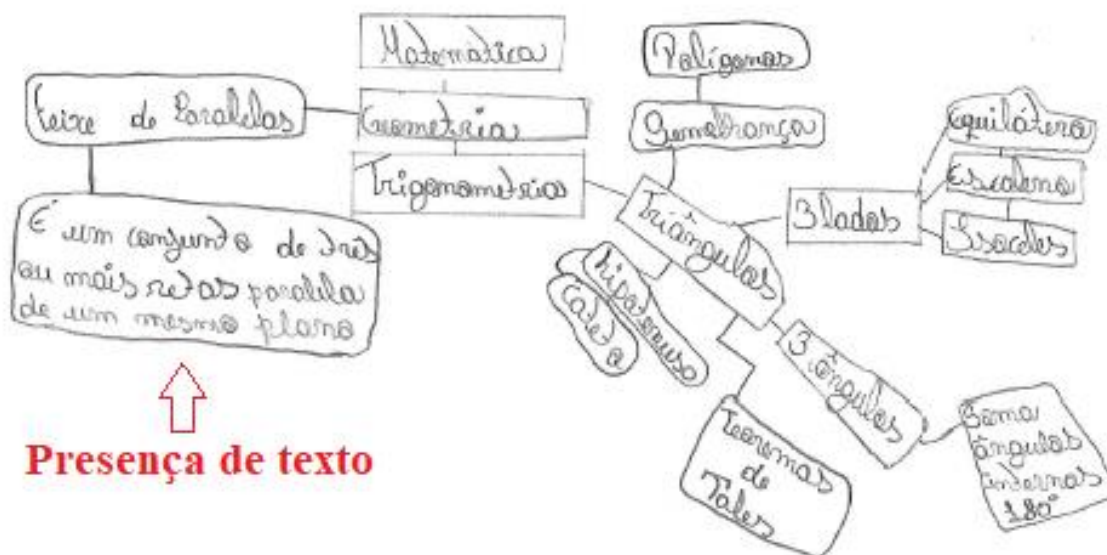 Matemática
Polígonos
Feixe de Paralelas
Geometria
Semelhança
Equilátero
Trigonometria
Escaleno
Triângulos
3 lados
Isoceles
É um conjunto de três
ou mais retas paralela
de um mesmo plano
hipotenusa
Cateto
3 ângulos
Presença de texto
Teoremas
de
Tales
Soma
ângulos
internos
180°